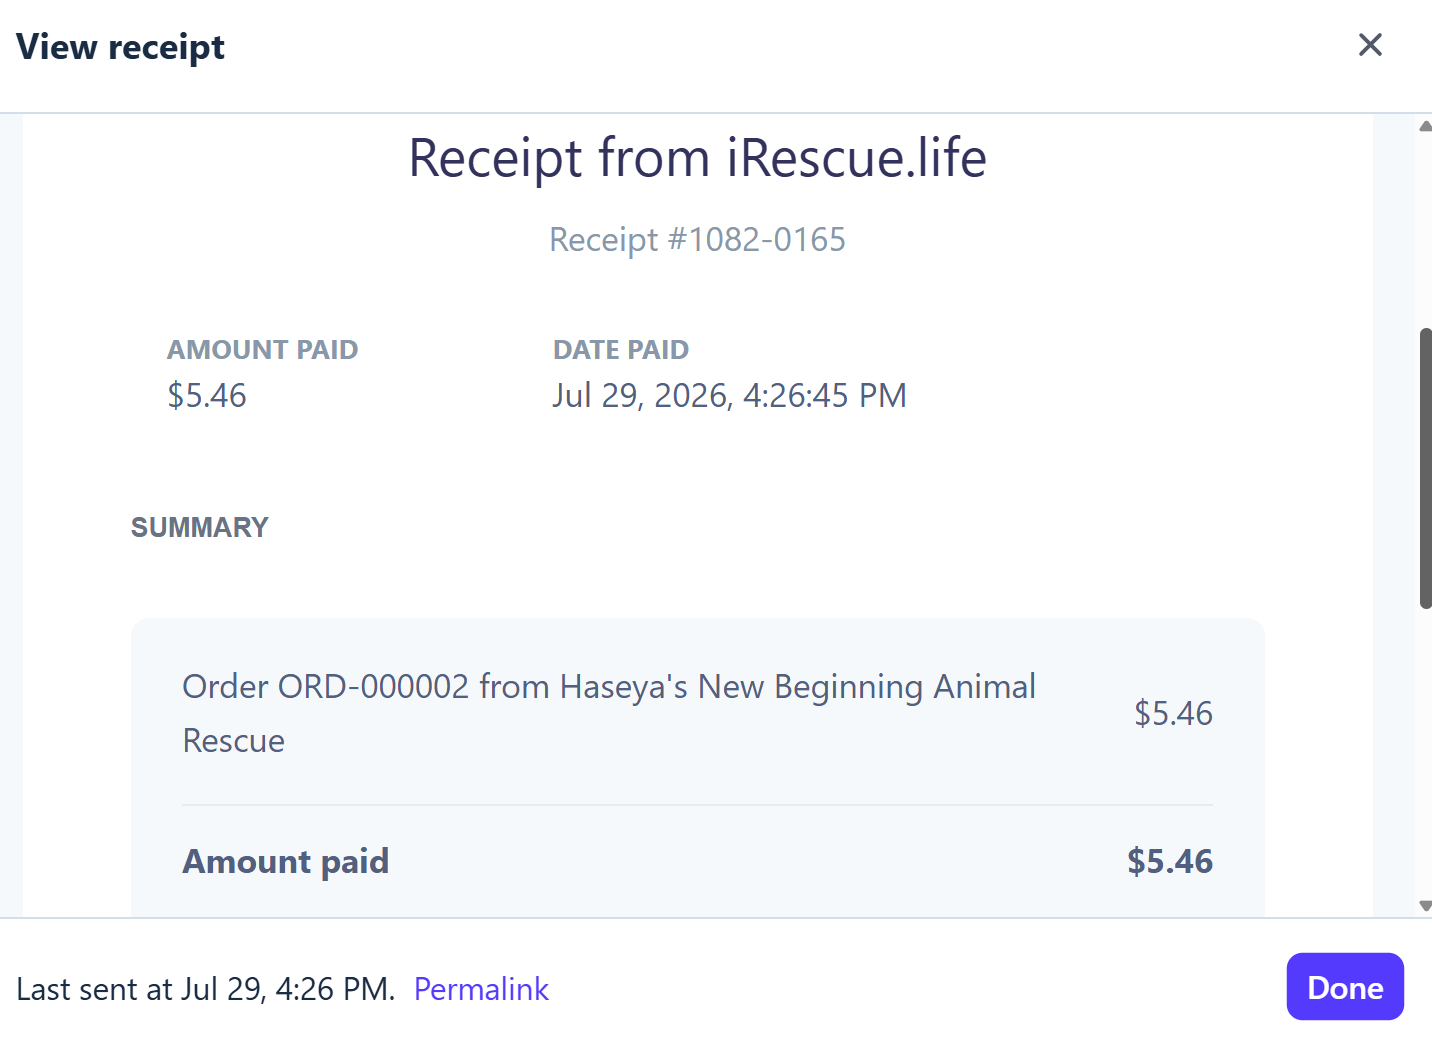 View receipt
Receipt from iRescue.life
Receipt #1082-0165
AMOUNT PAID
$5.46
DATE PAID
Jul 29, 2026, 4:26:45 PM
SUMMARY
Order ORD-000002 from Haseya's New Beginning Animal
Rescue
$5.46
Amount paid
$5.46
Last sent at Jul 29, 4:26 PM. Permalink
Done